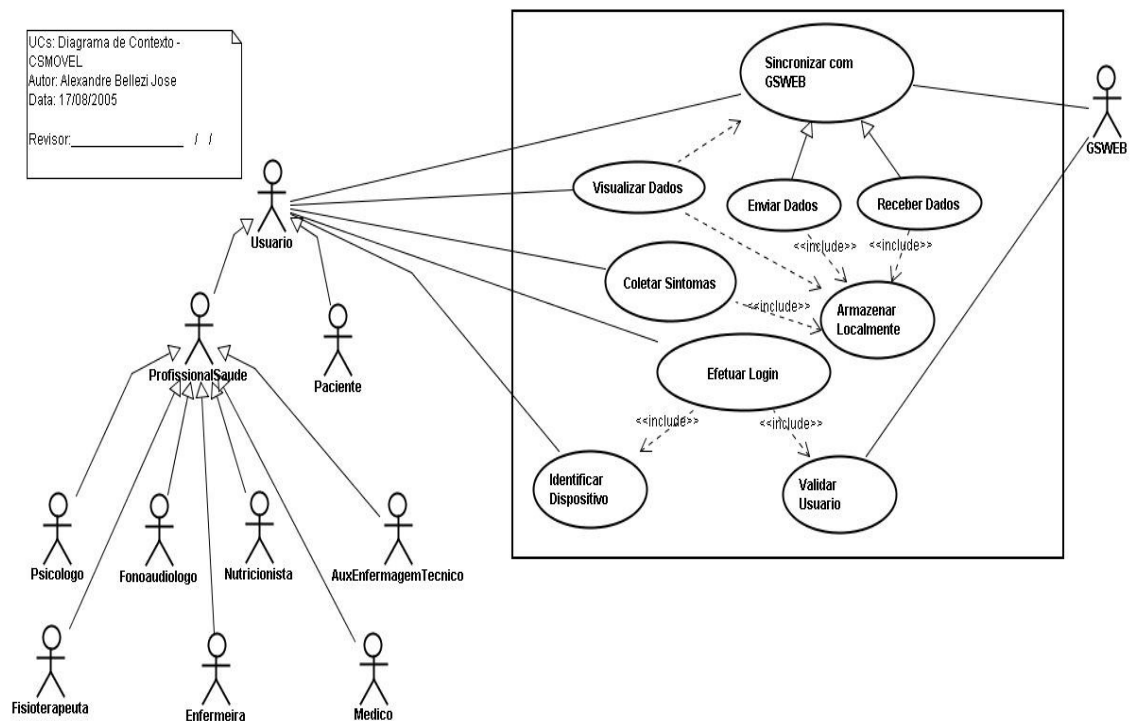 UCs: Diagrama de Contexto -
CSMOVEL
Autor: Alexandre Bellezi Jose
Data: 17/08/2005
Revisor:__________________ / /
Sincronizar com
GSWEB
GSWEB
Visualizar Dados
Enviar Dados
Receber Dados
Usuario
<<include>>
<<include>>
Coletar Sintomas
<<include>>
Armazenar
Localmente
ProfissionalSaude
Paciente
Efetuar Login
<<include>>
<<include>>
Identificar
Dispositivo
Validar
Usuario
Psicologo
Fonoaudiologo
Nutricionista
AuxEnfermagemTecnico
Fisioterapeuta
Enfermeira
Medico